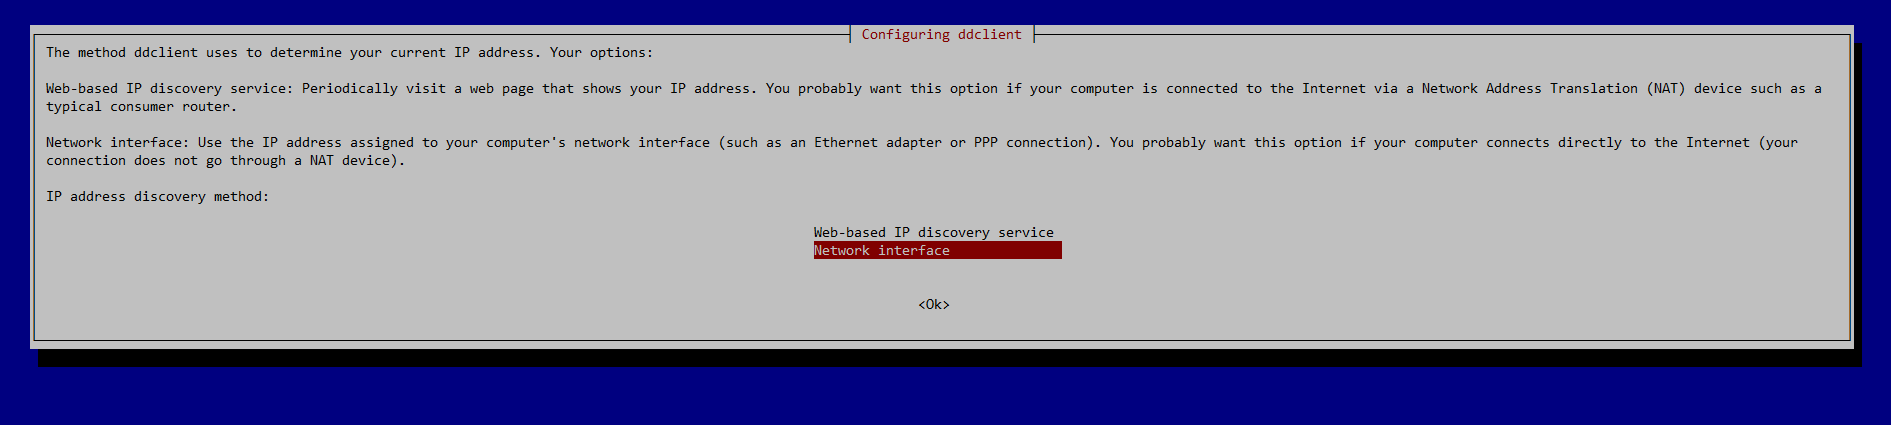 Configuring ddclient
The method ddclient uses to determine your current IP address. Your options:
Web-based IP discovery service: Periodically visit a web page that shows your IP address. You probably want this option if your computer is connected to the Internet via a Network Address Translation (NAT) device such as a
typical consumer router.
Network interface: Use the IP address assigned to your computer's network interface (such as an Ethernet adapter or PPP connection). You probably want this option if your computer connects directly to the Internet (your
connection does not go through a NAT device).
IP address discovery method:
Web-based IP discovery service
Network interface
<Ok>